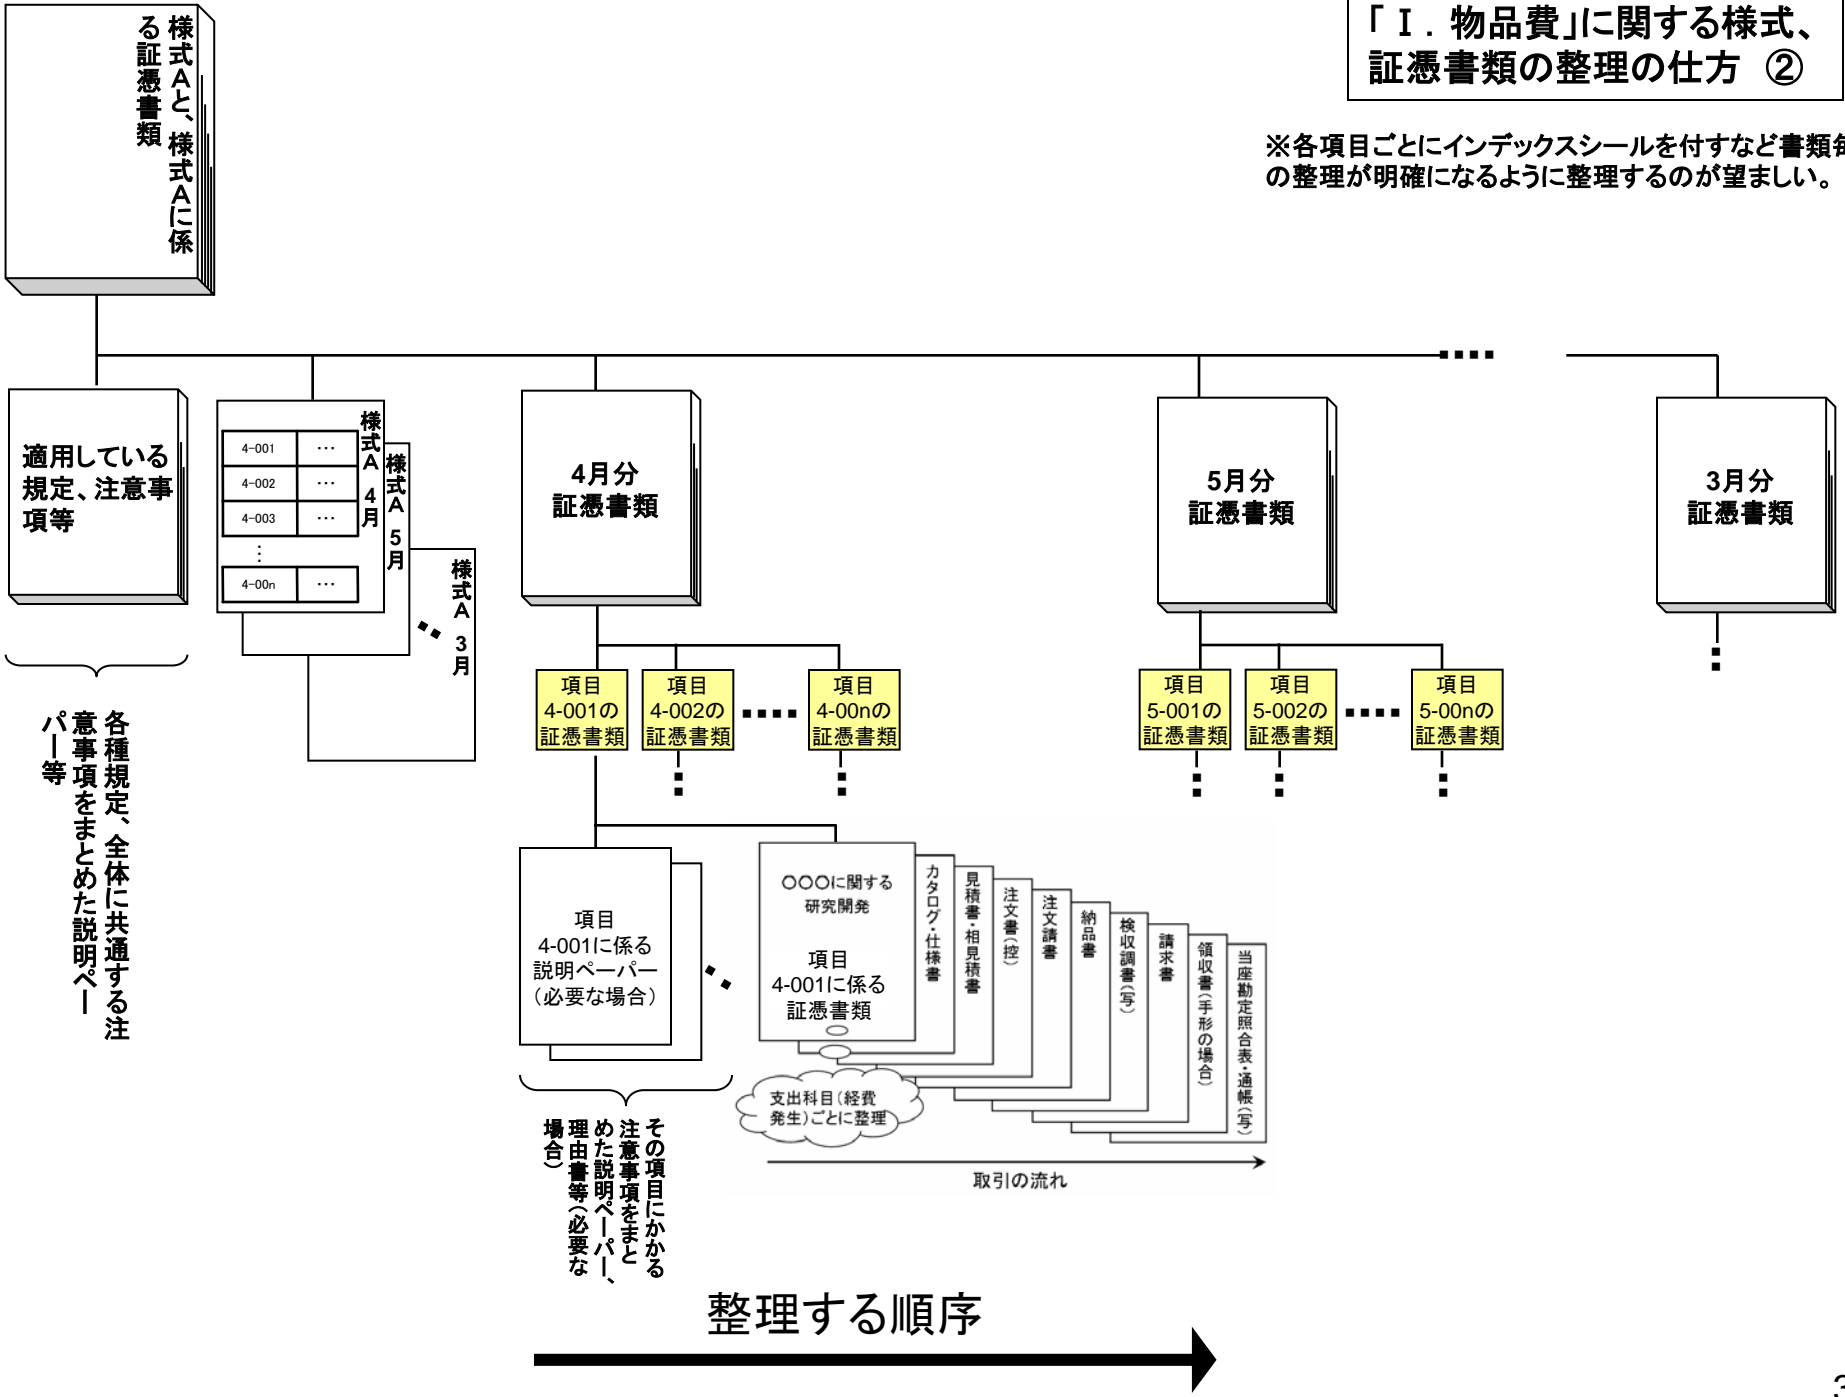 「Ⅰ．物品費」に関する様式、
証憑書類の整理の仕方 ②
※各項目ごとにインデックスシールを付すなど書類毎
の整理が明確になるように整理するのが望ましい。
様式Ａと、様式Ａに係
る証憑書類
適用している
規定、注意事
項等
様式Ａ 4月
4-001 …
4-002 …
4-003 …
⋮
4-00n …
様式Ａ 5月
様式Ａ 3月
4月分
証憑書類
5月分
証憑書類
3月分
証憑書類
各種規定、全体に共通する注
意事項をまとめた説明ペー
パー等
項目
4-001の
証憑書類
項目
4-002の
証憑書類
項目
4-00nの
証憑書類
項目
5-001の
証憑書類
項目
5-002の
証憑書類
項目
5-00nの
証憑書類
項目
4-001に係る
説明ペーパー
（必要な場合）
〇〇〇に関する
研究開発
項目
4-001に係る
証憑書類
カタログ・仕様書
見積書・相見積書
注文書（控）
注文請書
納品書
検収調書（写）
請求書
領収書（手形の場合）
当座勘定照合表・通帳（写）
支出科目（経費
発生）ごとに整理
取引の流れ
その項目にかかる
注意事項をまと
めた説明ペーパー、
理由書等（必要な
場合）
整理する順序